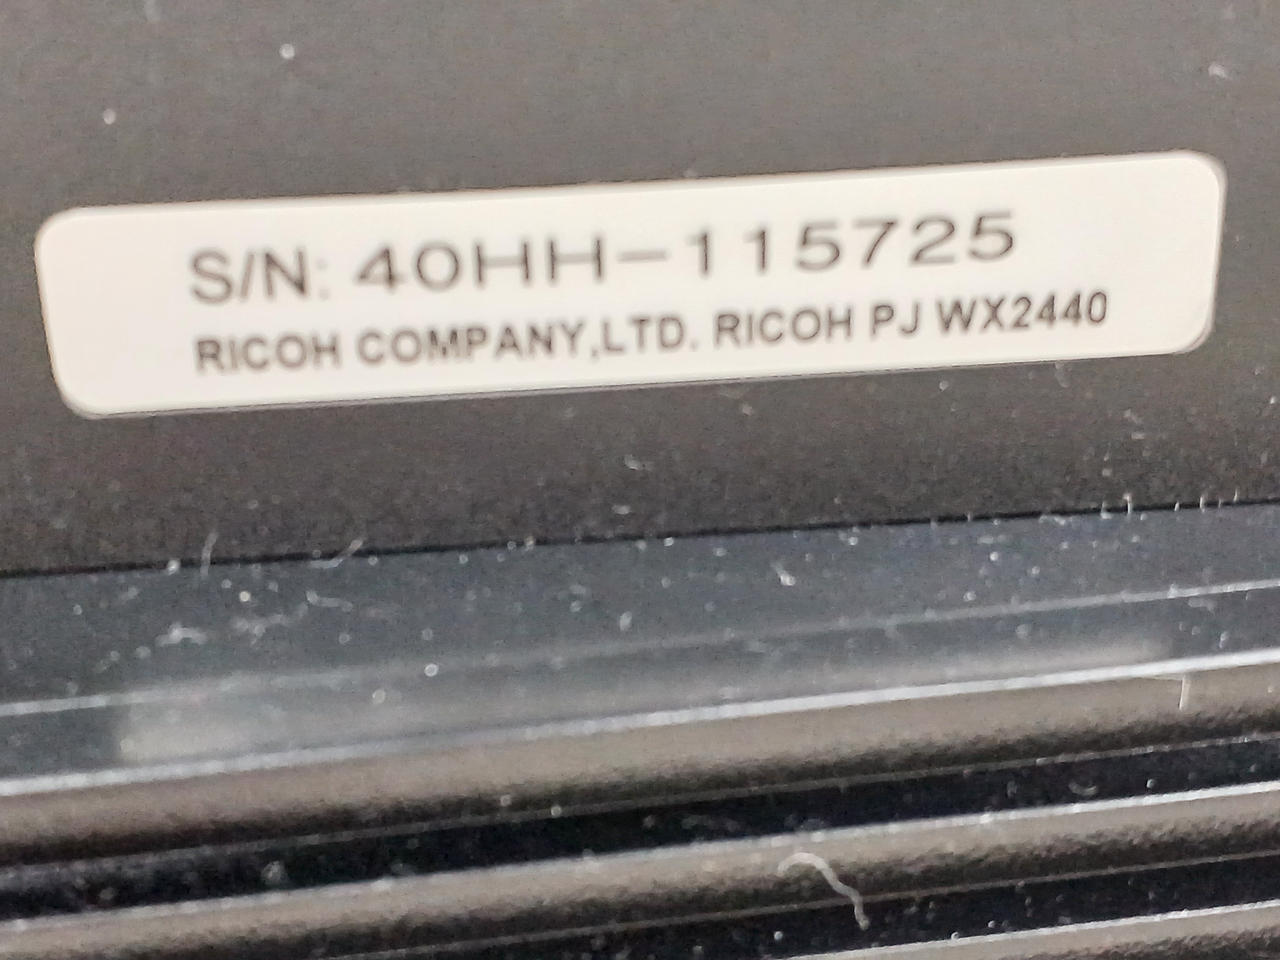 S/N: 40HH-115725
RICOH COMPANY,LTD. RICOH PJ WX2440